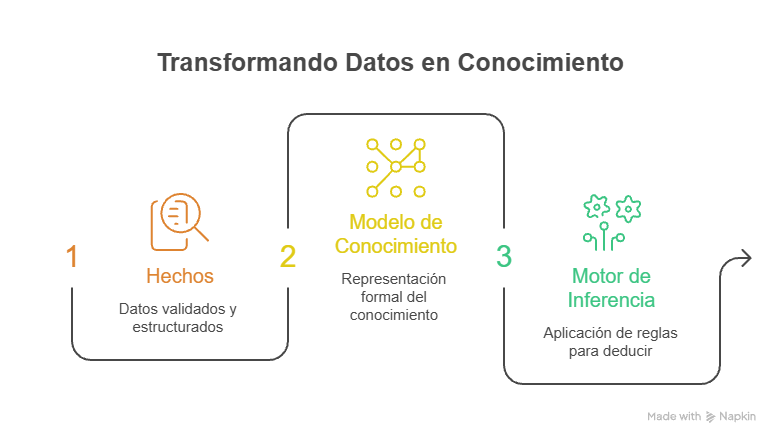 Transformando Datos en Conocimiento
1
Hechos
Datos validados y
estructurados
2
Modelo de
Conocimiento
Representación
formal del
conocimiento
3
Motor de
Inferencia
Aplicación de reglas
para deducir
Made with Napkin